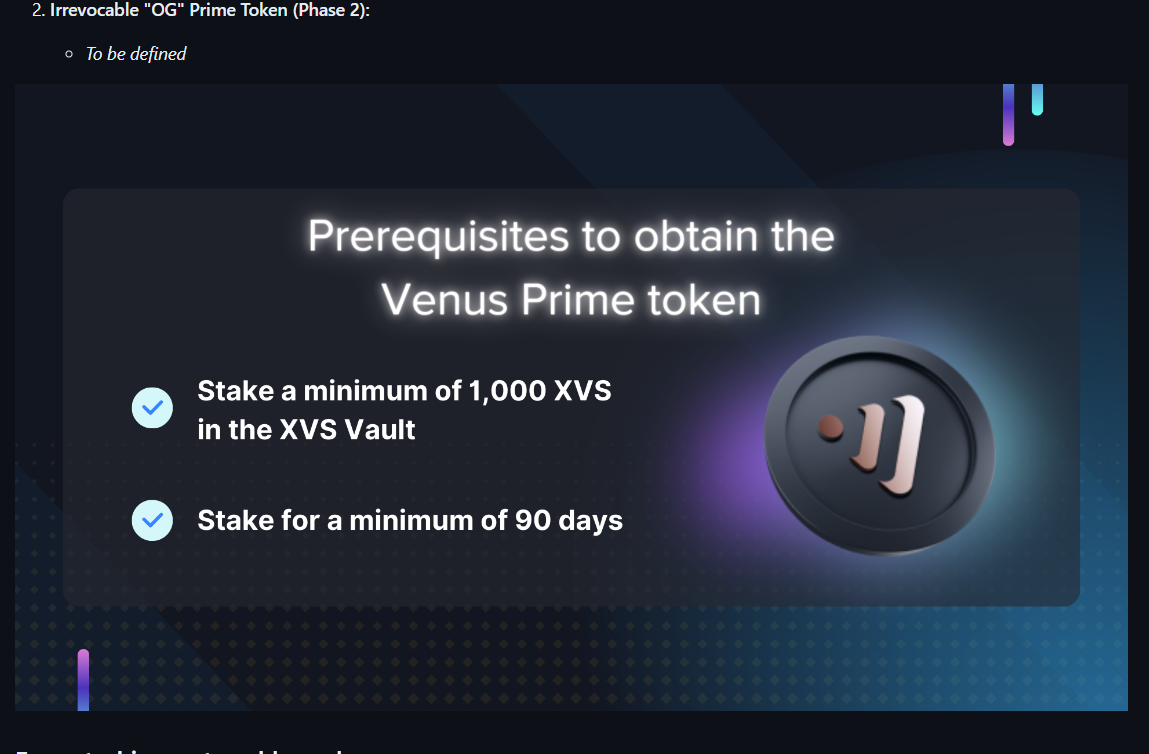 2. Irrevocable "OG" Prime Token (Phase 2):
To be defined
Prerequisites to obtain the
Venus Prime token
Stake a minimum of 1,000 XVS
in the XVS Vault
Stake for a minimum of 90 days